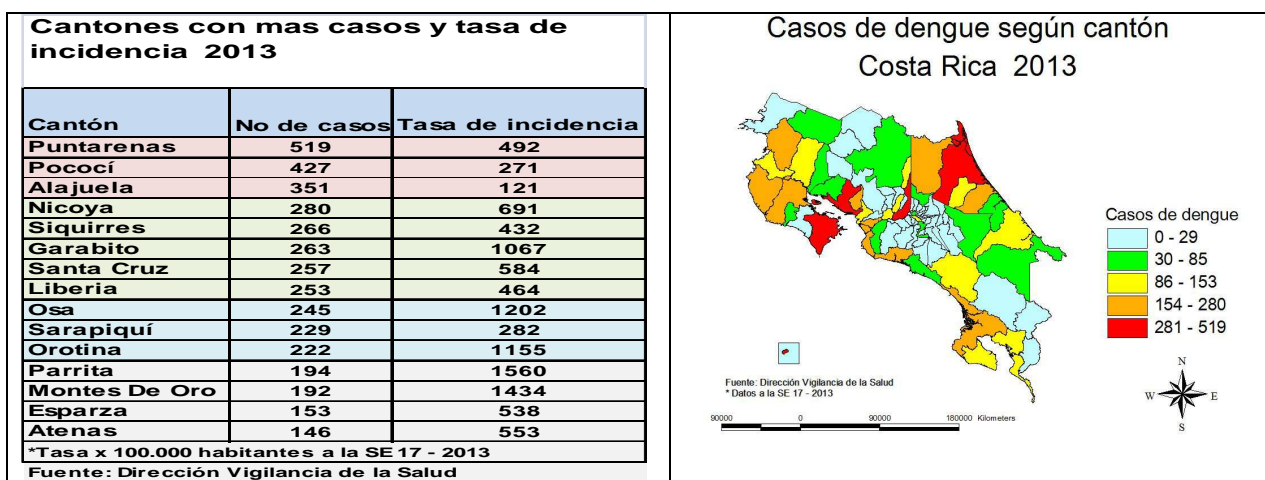 Cantones con mas casos y tasa de
incidencia 2013
Cantón No de casos Tasa de incidencia
Puntarenas 519 492
Pococí 427 271
Alajuela 351 121
Nicoya 280 691
Siquirres 266 432
Garabito 263 1067
Santa Cruz 257 584
Liberia 253 464
Osa 245 1202
Sarapiquí 229 282
Orotina 222 1155
Parrita 194 1560
Montes De Oro 192 1434
Esparza 153 538
Atenas 146 553
*Tasa x 100.000 habitantes a la SE 17 - 2013
Fuente: Dirección Vigilancia de la Salud
Casos de dengue según cantón
Costa Rica 2013
Casos de dengue
0 - 29
30 - 85
86 - 153
154 - 280
281 - 519
Fuente: Dirección Vigilancia de la Salud
* Datos a la SE 17 - 2013
90000 0 90000 180000 Kilometers
N
W E
S